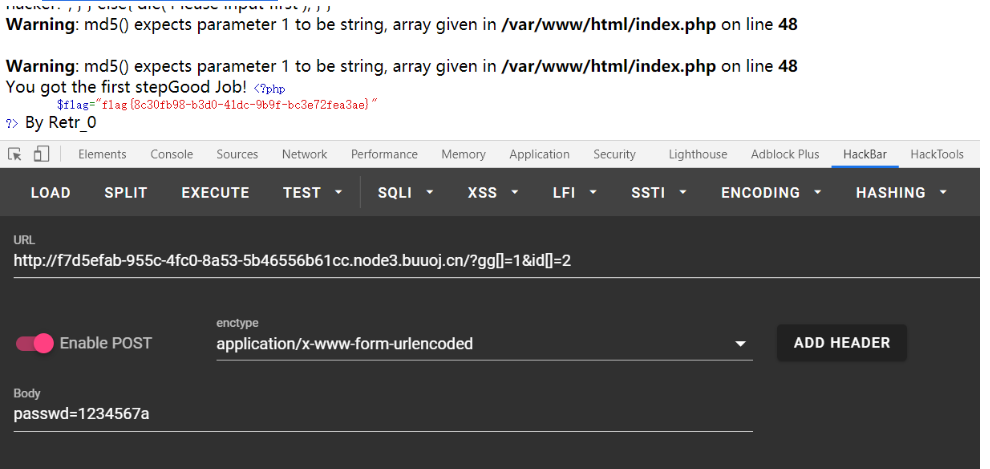 hacker!"; } } else{ die('Please input first'); } }
Warning: md5() expects parameter 1 to be string, array given in /var/www/html/index.php on line 48
Warning: md5() expects parameter 1 to be string, array given in /var/www/html/index.php on line 48
You got the first stepGood Job! <?php
$flag="flag{8c30fb98-b3d0-41dc-9b9f-bc3e72fea3ae}"
?> By Retr_0
Elements Console Sources Network Performance Memory Application Security Lighthouse Adblock Plus HackBar HackTools
LOAD SPLIT EXECUTE TEST SQLI XSS LFI SSTI ENCODING HASHING
URL
http://f7d5efab-955c-4fc0-8a53-5b46556b61cc.node3.buuoj.cn/?gg[]=1&id[]=2
Enable POST
enctype
application/x-www-form-urlencoded
ADD HEADER
Body
passwd=1234567a